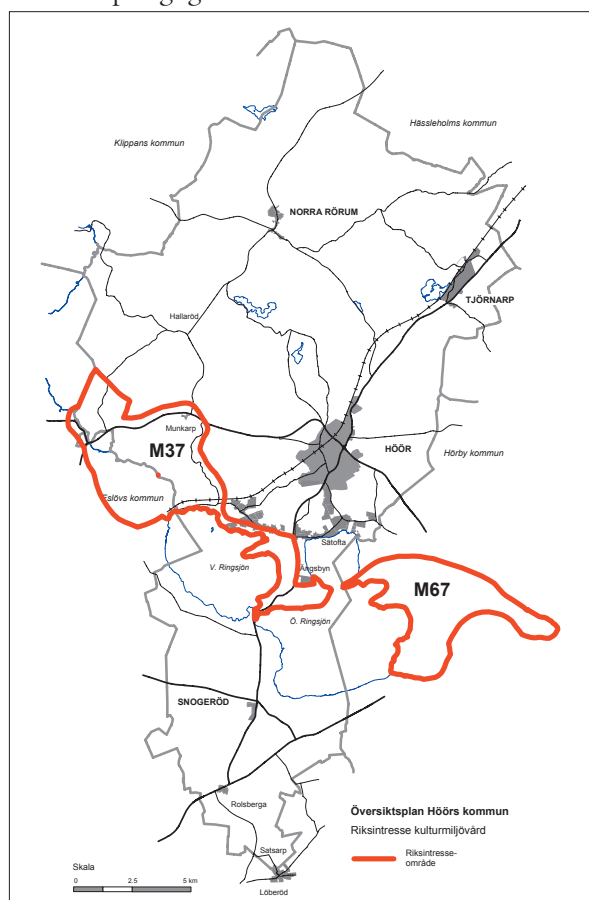 Hässleholms kommun
Klippans kommun
NORRA RÖRUM
TJÖRNARP
Hallaröd
Munkarp
HÖÖR
M37
Hörby kommun
Eslövs kommun
Sätofta
V. Ringsjön
Ängsbyn
M67
Ö. Ringsjön
SNOGERÖD
Rolsberga
Översiktsplan Höörs kommun
Riksintresse kulturmiljövård
Satsarp
Riksintresse-
område
Skala
0 2.5 5 km
Löberöd